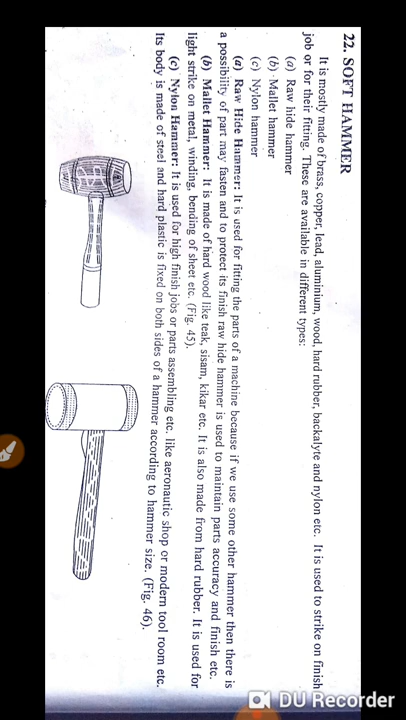 22. SOFT HAMMER
It is mostly made of brass, copper, lead, aluminium, wood, hard rubber, backalyte and nylon etc. It is used to strike on finish
job or for their fitting. These are available in different types:
(a) Raw hide hammer
(b) Mallet hammer
(c) Nylon hammer
(a) Raw Hide Hammer: It is used for fitting the parts of a machine because if we use some other hammer then there is
a possibility of part may fasten and to protect its finish raw hide hammer is used to maintain parts accuracy and finish etc.
(b) Mallet Hammer: It is made of hard wood like teak, sisam, kikar etc. It is also made from hard rubber. It is used for
light strike on metal, winding, bending of sheet etc. (Fig. 45).
(c) Nylon Hammer: It is used for high finish jobs or parts assembling etc. like aeronautic shop or modern tool room etc.
Its body is made of steel and hard plastic is fixed on both sides of a hammer according to hammer size. (Fig. 46).
DU Recorder